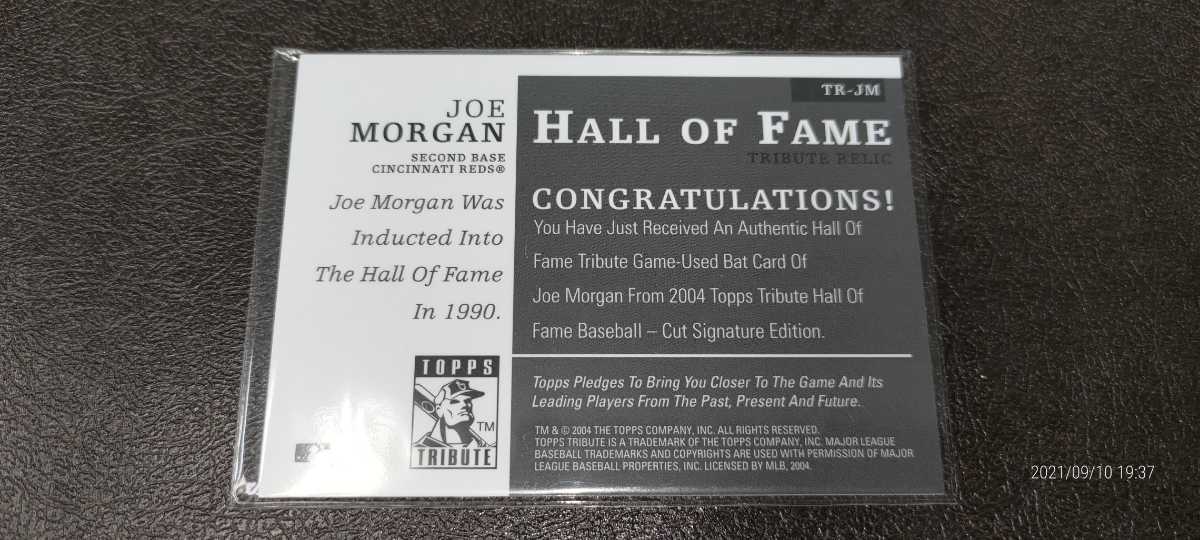 JOE
MORGAN
SECOND BASE
CINCINNATI REDS®
Joe Morgan Was
Inducted Into
The Hall Of Fame
In 1990.
TOPPS
TM
TRIBUTE
TR-JM
HALL OF FAME
TRIBUTE RELIC
CONGRATULATIONS!
You Have Just Received An Authentic Hall Of
Fame Tribute Game-Used Bat Card Of
Joe Morgan From 2004 Topps Tribute Hall Of
Fame Baseball – Cut Signature Edition.
Topps Pledges To Bring You Closer To The Game And Its
Leading Players From The Past, Present And Future.
TM & © 2004 THE TOPPS COMPANY, INC. ALL RIGHTS RESERVED.
TOPPS TRIBUTE IS A TRADEMARK OF THE TOPPS COMPANY, INC. MAJOR LEAGUE
BASEBALL TRADEMARKS AND COPYRIGHTS ARE USED WITH PERMISSION OF MAJOR
LEAGUE BASEBALL PROPERTIES, INC. LICENSED BY MLB, 2004.
2021/09/10 19:37